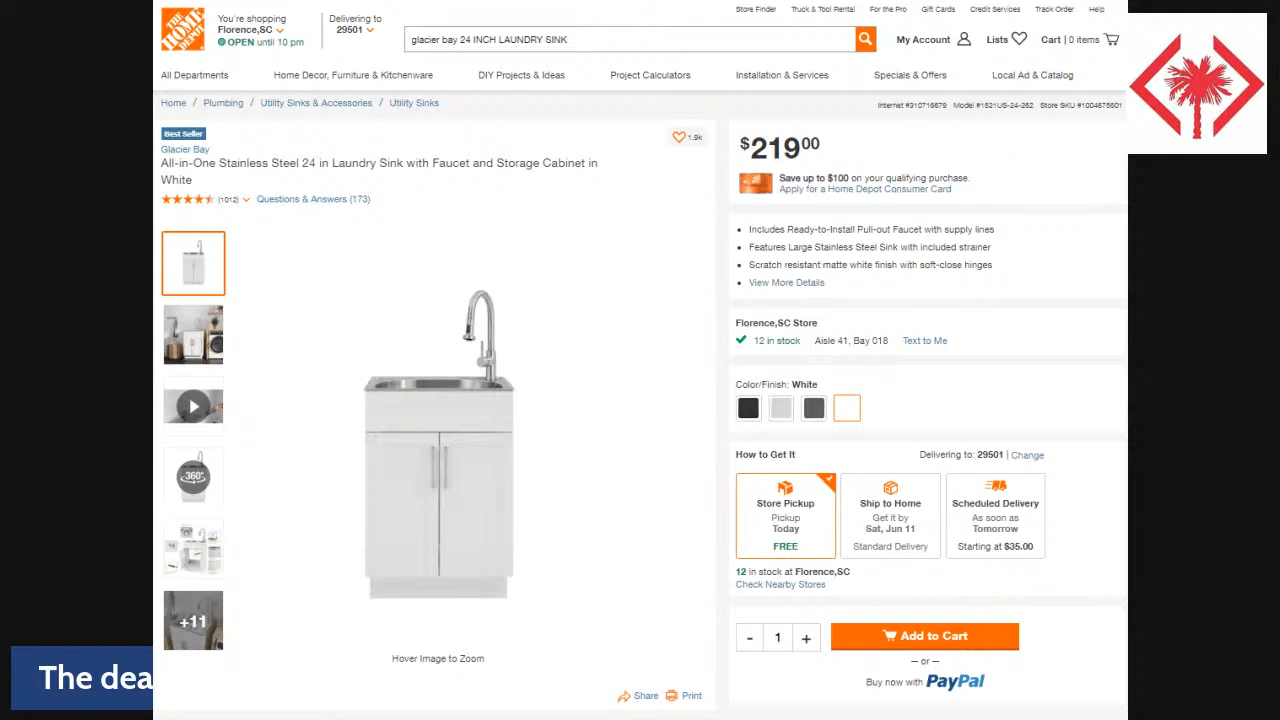 THE HOME DEPOT
You're shopping
Florence,SC
OPEN until 10 pm
Delivering to
29501
glacier bay 24 INCH LAUNDRY SINK
Store Finder Truck & Tool Rental For the Pro Gift Cards Credit Services Track Order Help
My Account Lists Cart | 0 items
All Departments Home Decor, Furniture & Kitchenware DIY Projects & Ideas Project Calculators Installation & Services Specials & Offers Local Ad & Catalog
Home / Plumbing / Utility Sinks & Accessories / Utility Sinks
Internet #310716679 Model #1521US-24-262 Store SKU #1004575601
Best Seller
1.9k
Glacier Bay
All-in-One Stainless Steel 24 in Laundry Sink with Faucet and Storage Cabinet in
White
(1012) Questions & Answers (173)
360°
+11
Hover Image to Zoom
Share Print
$219 00
Save up to $100 on your qualifying purchase.
Apply for a Home Depot Consumer Card
• Includes Ready-to-Install Pull-out Faucet with supply lines
• Features Large Stainless Steel Sink with included strainer
• Scratch resistant matte white finish with soft-close hinges
• View More Details
Florence,SC Store
12 in stock Aisle 41, Bay 018 Text to Me
Color/Finish: White
How to Get It Delivering to: 29501 | Change
Store Pickup
Pickup
Today
FREE
Ship to Home
Get it by
Sat, Jun 11
Standard Delivery
Scheduled Delivery
As soon as
Tomorrow
Starting at $35.00
12 in stock at Florence,SC
Check Nearby Stores
- 1 + Add to Cart
— or —
Buy now with PayPal
The dea